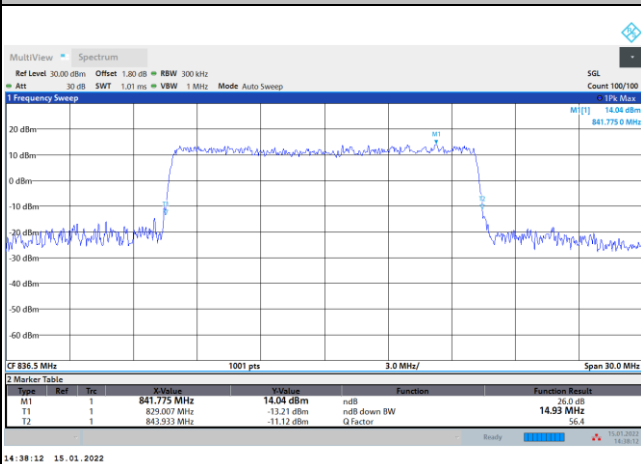 MultiView Spectrum
Ref Level 30.00 dBm Offset 1.80 dB RBW 300 kHz SGL
Att 30 dB SWT 1.01 ms VBW 1 MHz Mode Auto Sweep Count 100/100
1 Frequency Sweep 1Pk Max
M1[1] 14.04 dBm
841.775 0 MHz
20 dBm
M1
10 dBm
0 dBm
-10 dBm
-20 dBm
-30 dBm
-40 dBm
-50 dBm
-60 dBm
CF 836.5 MHz 1001 pts 3.0 MHz/ Span 30.0 MHz
2 Marker Table
Type Ref Trc X-Value Y-Value Function Function Result
M1 1 841.775 MHz 14.04 dBm ndB 26.0 dB
T1 1 829.007 MHz -13.21 dBm ndB down BW 14.93 MHz
T2 1 843.933 MHz -11.12 dBm Q Factor 56.4
Ready 15.01.2022
14:38:12
14:38:12 15.01.2022